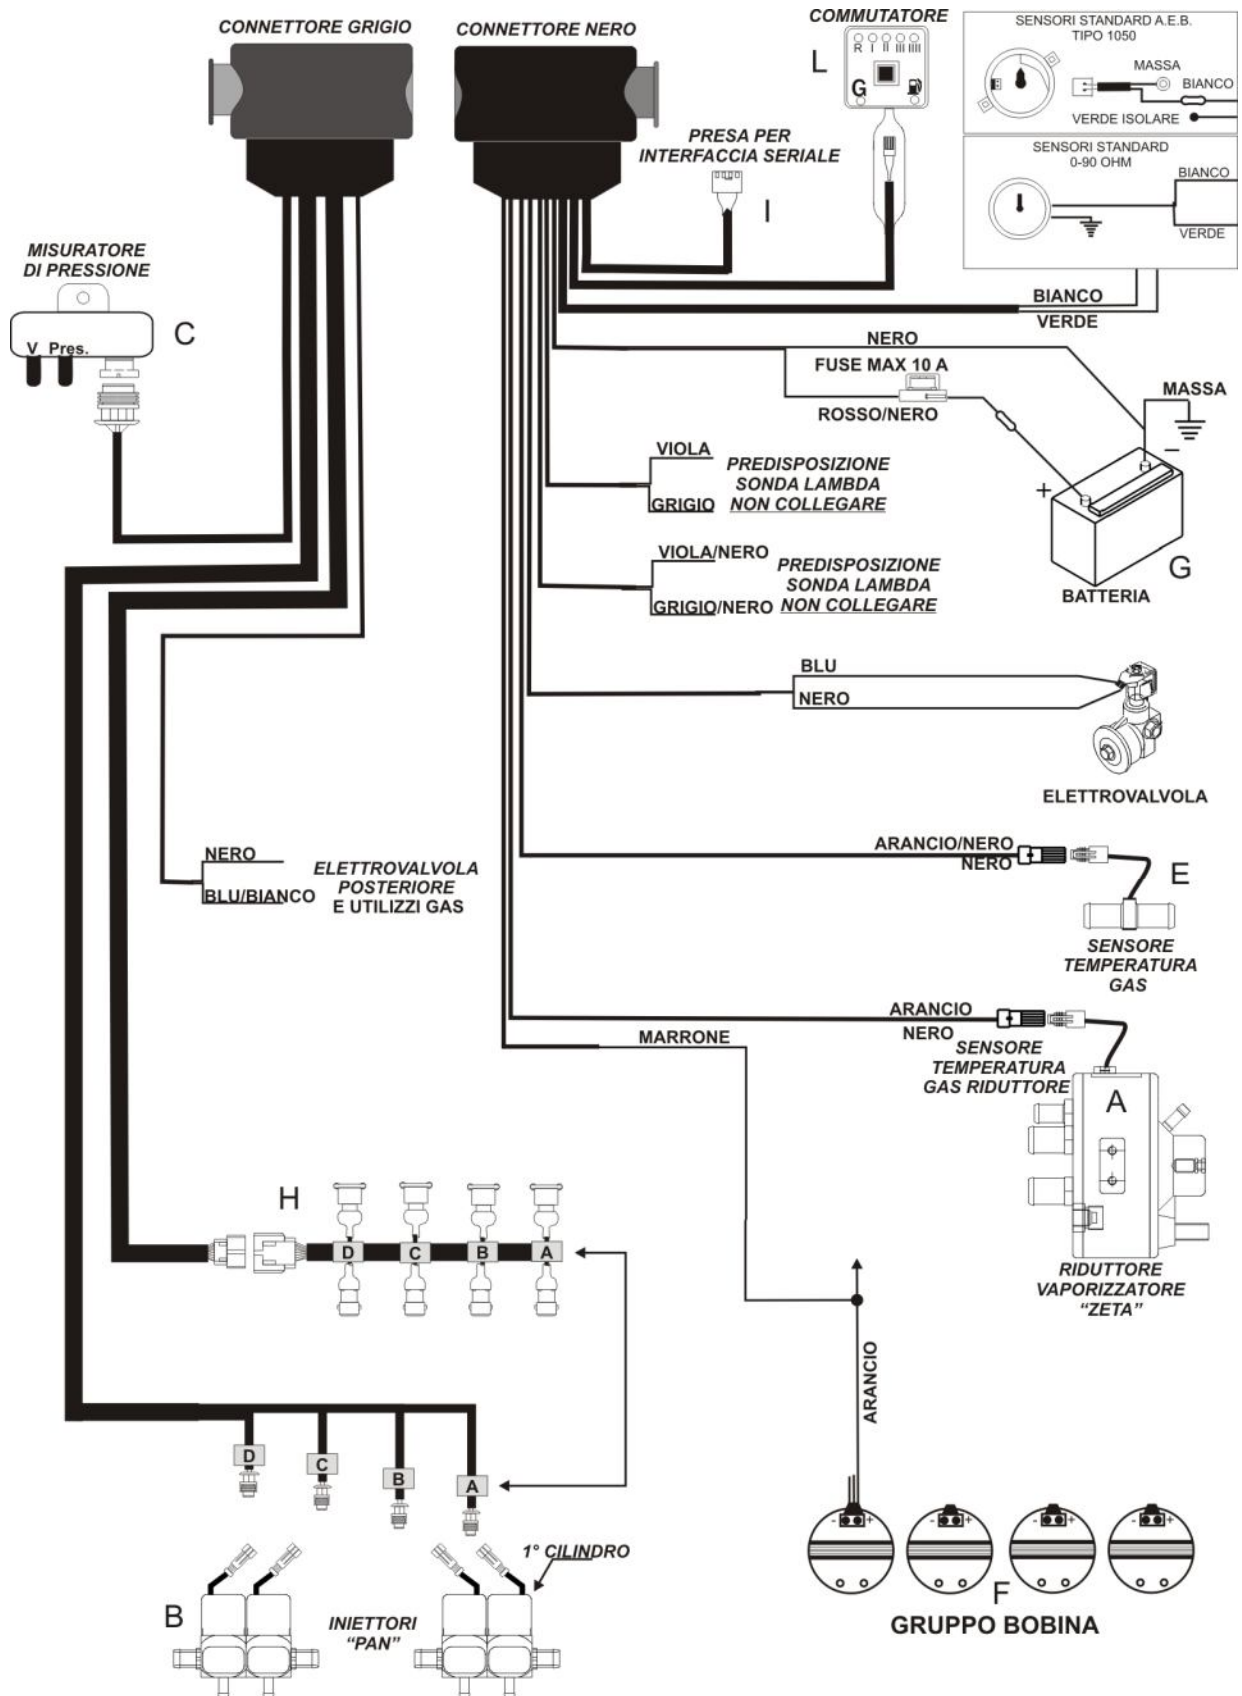 CONNETTORE GRIGIO
CONNETTORE NERO
COMMUTATORE
L
R I II III IIII
G
SENSORI STANDARD A.E.B.
TIPO 1050
MASSA
BIANCO
VERDE ISOLARE
SENSORI STANDARD
0-90 OHM
BIANCO
VERDE
PRESA PER
INTERFACCIA SERIALE
I
MISURATORE
DI PRESSIONE
C
V Pres.
BIANCO
VERDE
NERO
FUSE MAX 10 A
ROSSO/NERO
MASSA
-
+
G
BATTERIA
VIOLA
GRIGIO
PREDISPOSIZIONE
SONDA LAMBDA
NON COLLEGARE
VIOLA/NERO
GRIGIO/NERO
PREDISPOSIZIONE
SONDA LAMBDA
NON COLLEGARE
BLU
NERO
ELETTROVALVOLA
NERO
BLU/BIANCO
ELETTROVALVOLA
POSTERIORE
E UTILIZZI GAS
ARANCIO/NERO
NERO
E
SENSORE
TEMPERATURA
GAS
ARANCIO
NERO
MARRONE
SENSORE
TEMPERATURA
GAS RIDUTTORE
A
RIDUTTORE
VAPORIZZATORE
“ZETA”
H
D C B A
ARANCIO
D
C
B
A
- +
- +
- +
- +
F
GRUPPO BOBINA
1° CILINDRO
B
INIETTORI
“PAN”